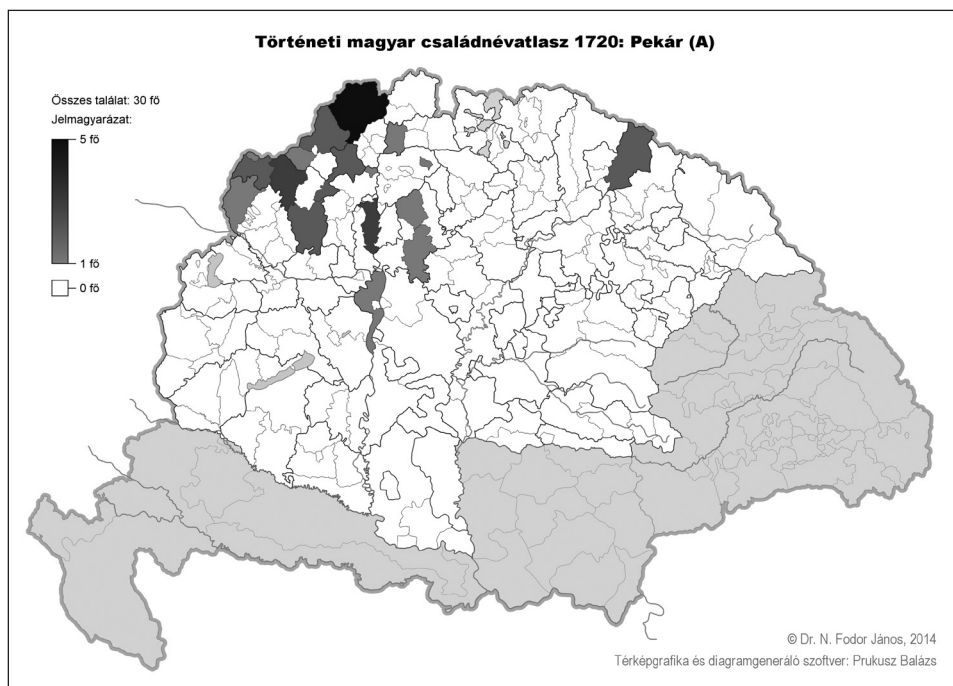 Történeti magyar családnévatlasz 1720: Pekár (A)
Összes találat: 30 fő
Jelmagyarázat:
5 fő
1 fő
0 fő
© Dr. N. Fodor János, 2014
Térképgrafika és diagramgeneráló szoftver: Prukusz Balázs